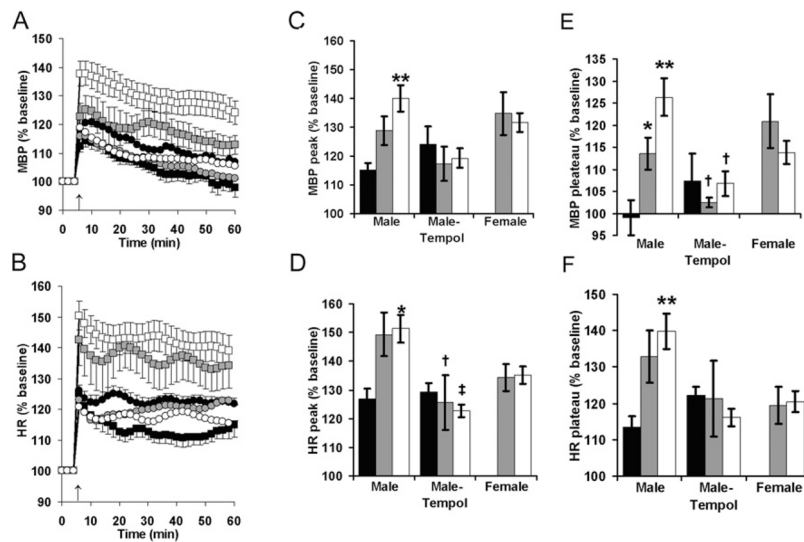 A
MBP (% baseline)
150
140
130
120
110
100
90
0 10 20 30 40 50 60
Time (min)
B
HR (% baseline)
160
150
140
130
120
110
100
90
0 10 20 30 40 50 60
Time (min)
C
MBP peak (% baseline)
150
140
130
120
110
100
**
Male Male- Female
Tempol
D
HR peak (% baseline)
160
150
140
130
120
110
100
*
†
‡
Male Male- Female
Tempol
E
MBP pleateau (% baseline)
135
130
125
120
115
110
105
100
95
*
**
†
†
Male Male- Female
Tempol
F
HR plateau (% baseline)
150
140
130
120
110
100
**
Male Male- Female
Tempol